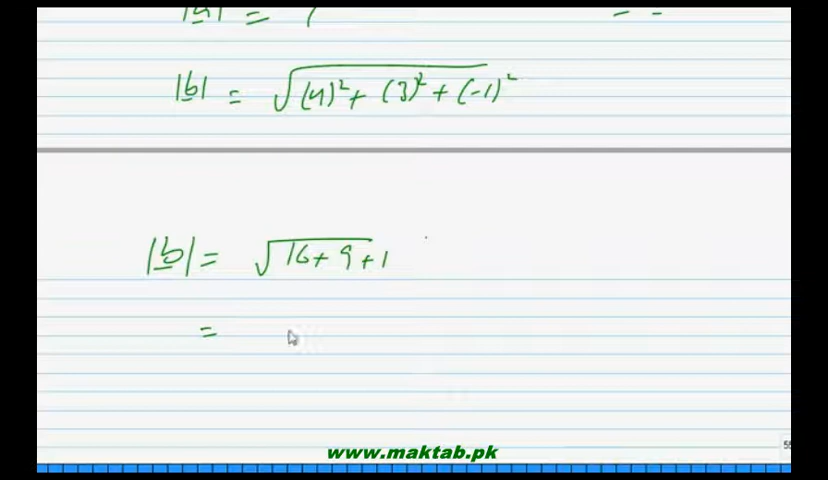 |b| = √(4)² + (3)² + (-1)²
|b| = √16 + 9 + 1
=
www.maktab.pk